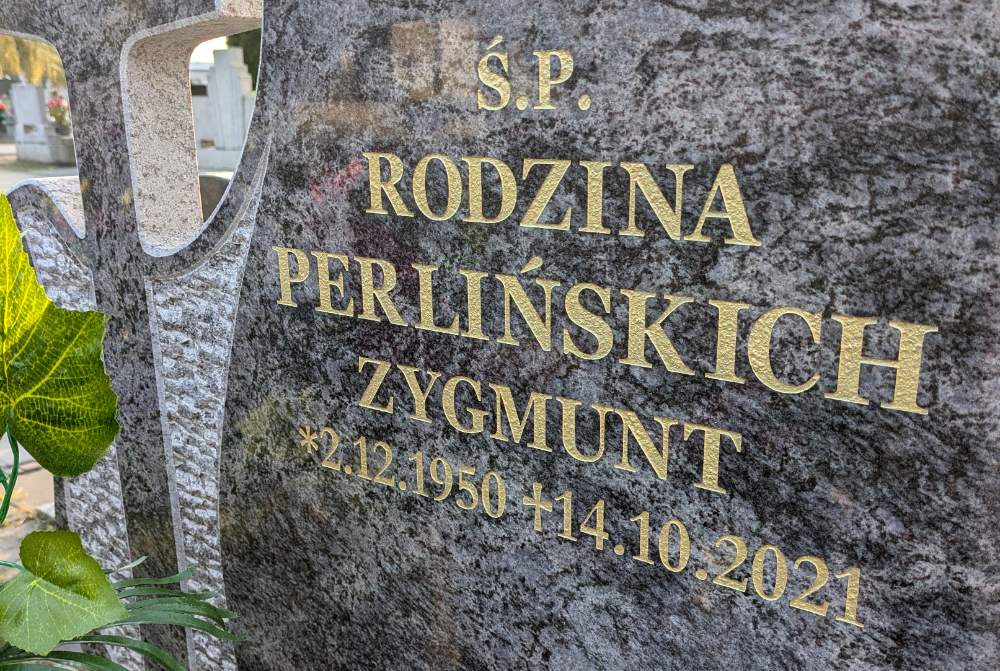 Ś.P.
RODZINA
PERLIŃSKICH
ZYGMUNT
*2.12.1950 †14.10.2021